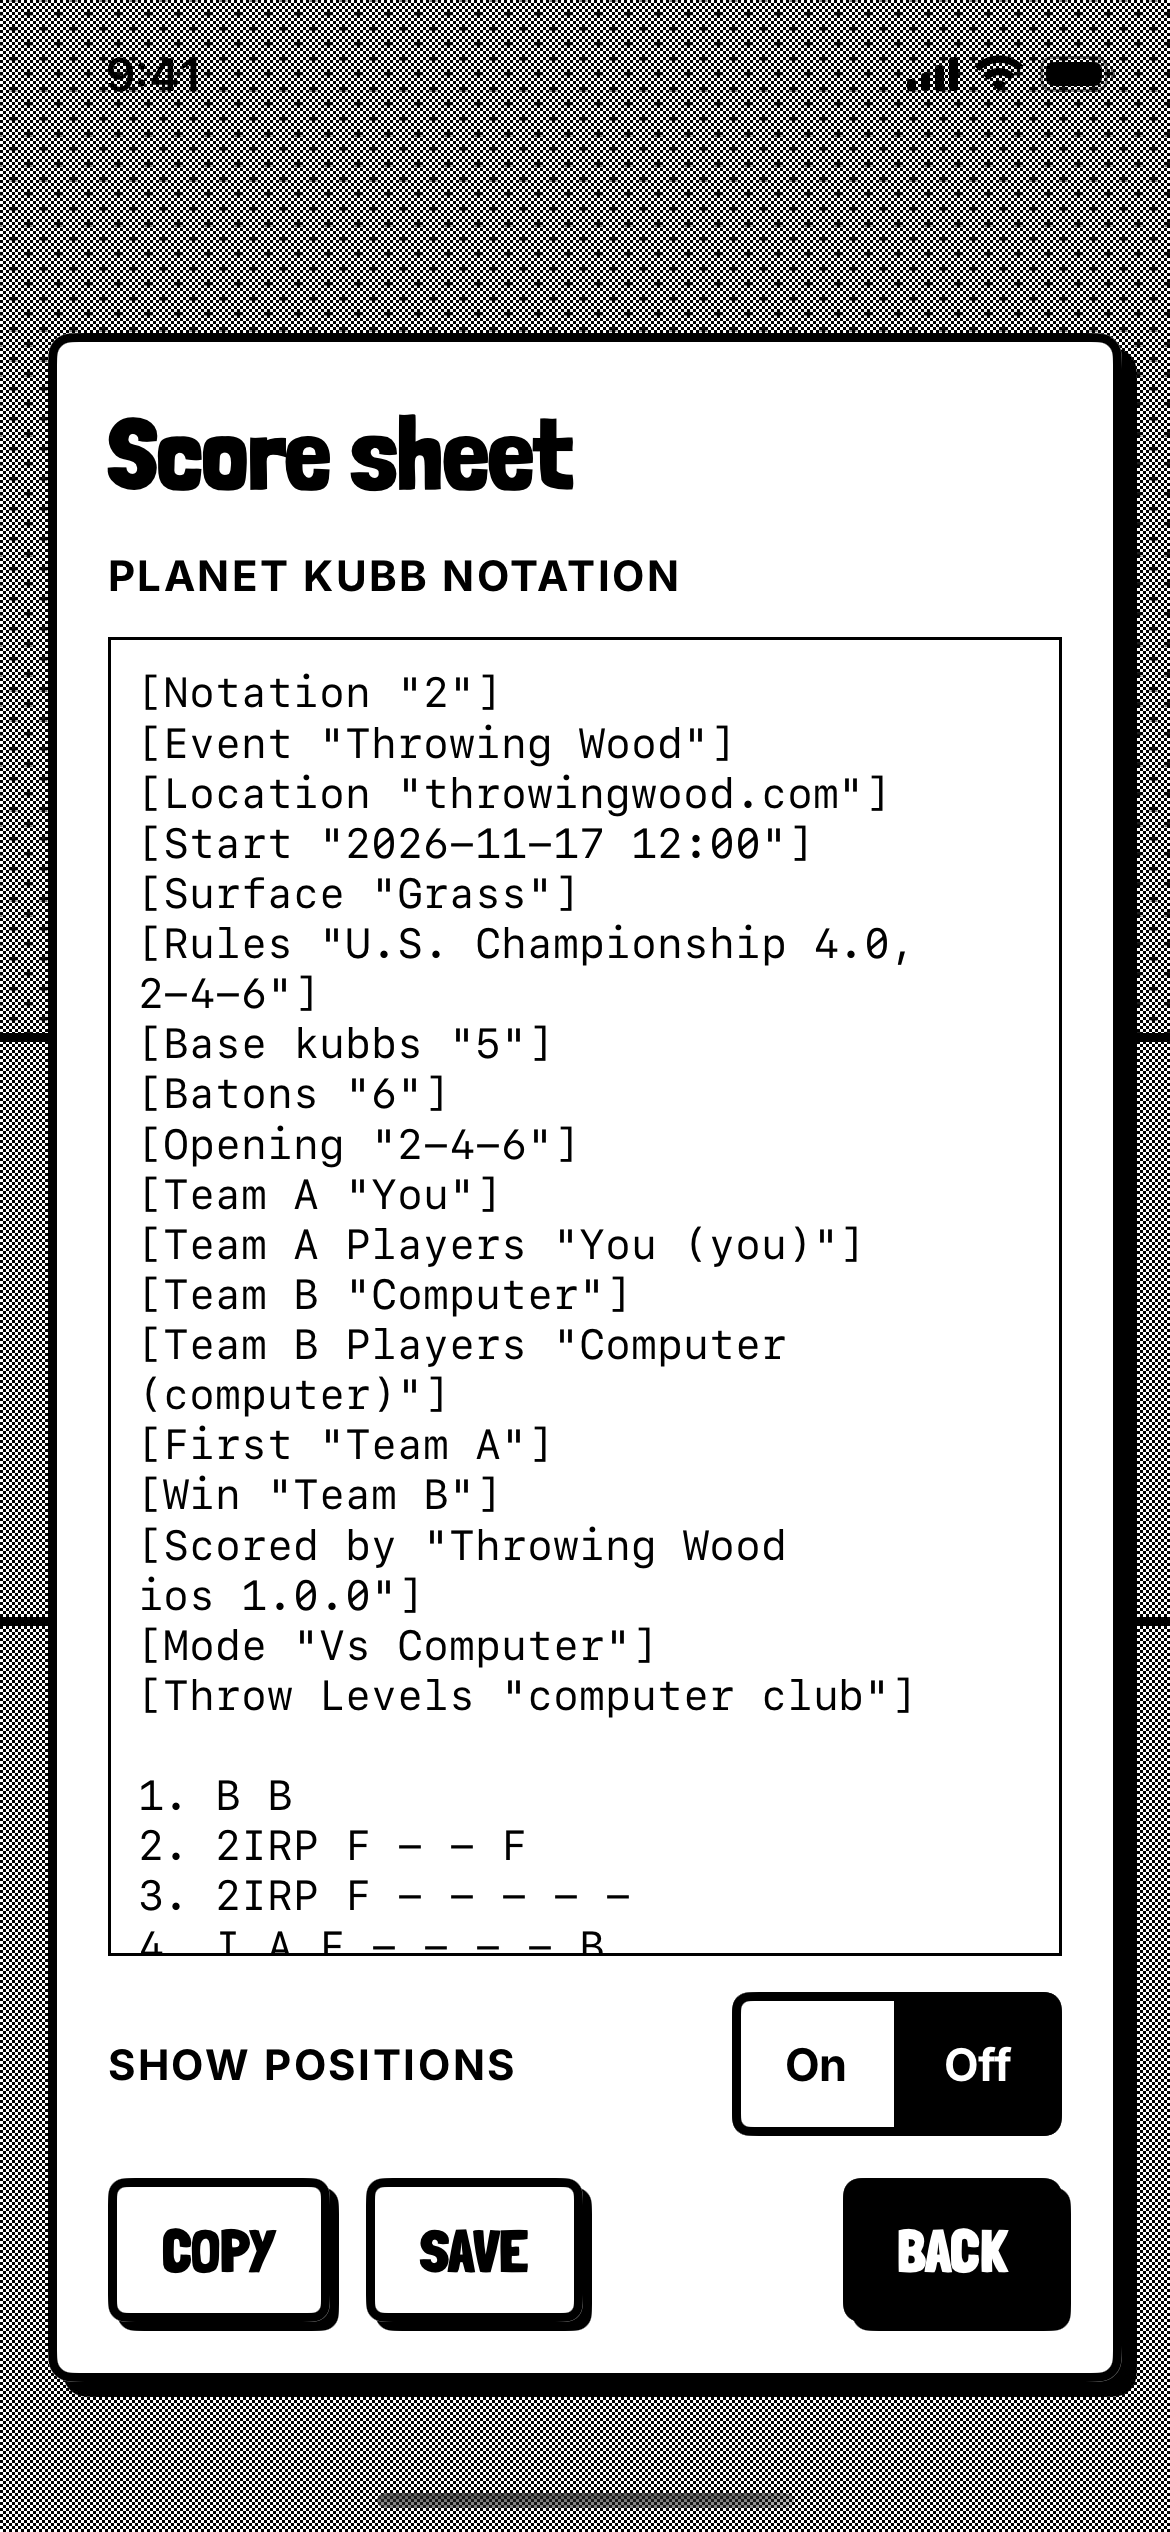 9:41
Score sheet
PLANET KUBB NOTATION
[Notation "2"]
[Event "Throwing Wood"]
[Location "throwingwood.com"]
[Start "2026-11-17 12:00"]
[Surface "Grass"]
[Rules "U.S. Championship 4.0,
2-4-6"]
[Base kubbs "5"]
[Batons "6"]
[Opening "2-4-6"]
[Team A "You"]
[Team A Players "You (you)"]
[Team B "Computer"]
[Team B Players "Computer
(computer)"]
[First "Team A"]
[Win "Team B"]
[Scored by "Throwing Wood
ios 1.0.0"]
[Mode "Vs Computer"]
[Throw Levels "computer club"]
1. B B
2. 2IRP F - - F
3. 2IRP F - - - - -
4. I A F - - - - B
SHOW POSITIONS
On Off
COPY SAVE BACK